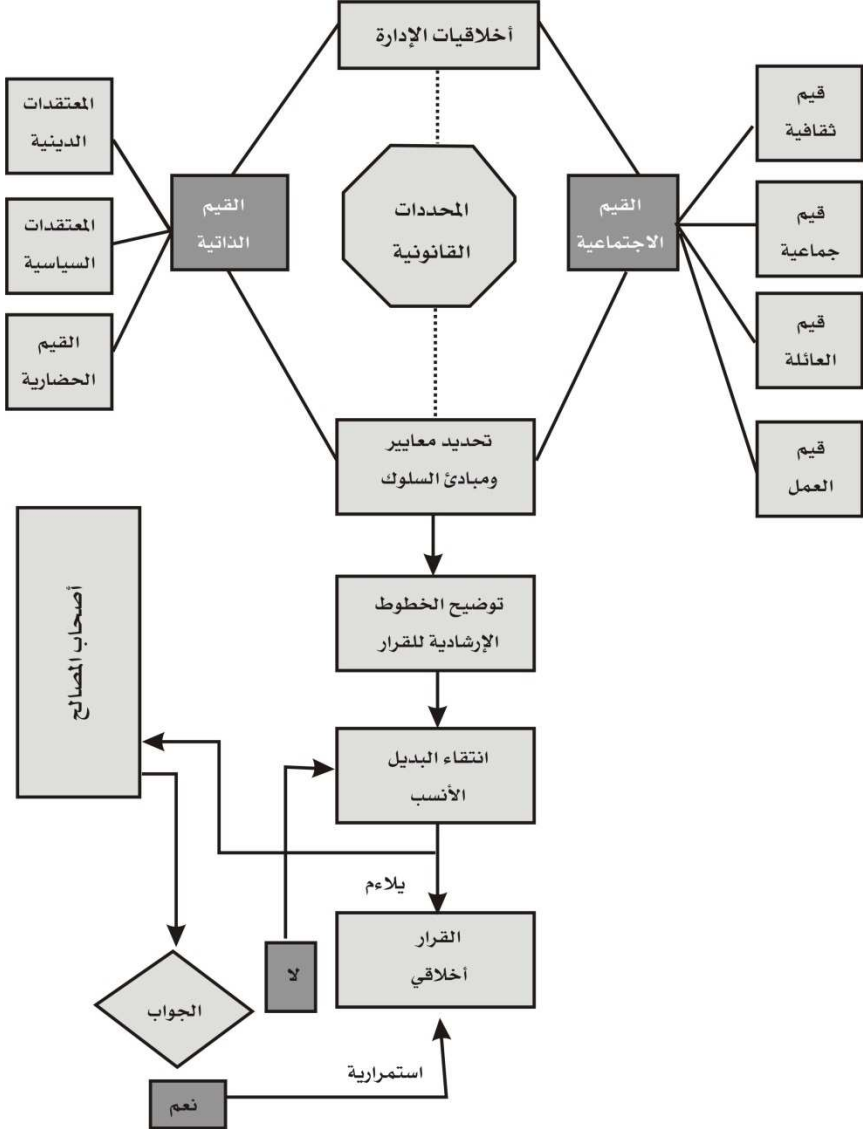 أخلاقيات الإدارة
قيم
ثقافية
قيم
جماعية
قيم
العائلة
قيم
العمل
القيم
الاجتماعية
المحددات
القانونية
القيم
الذاتية
المعتقدات
الدينية
المعتقدات
السياسية
القيم
الحضارية
تحديد معايير
ومبادئ السلوك
توضيح الخطوط
الإرشادية للقرار
انتقاء البديل
الأنسب
يلاءم
القرار
أخلاقي
أصحاب المصالح
لا
الجواب
استمرارية
نعم